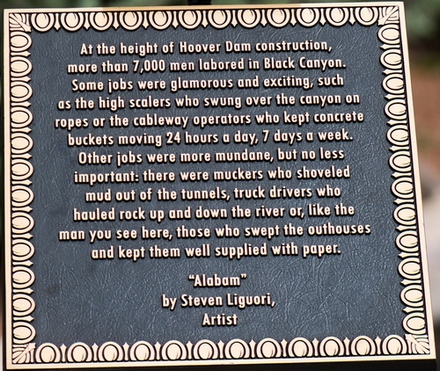 At the height of Hoover Dam construction,
more than 7,000 men labored in Black Canyon.
Some jobs were glamorous and exciting, such
as the high scalers who swung over the canyon on
ropes or the cableway operators who kept concrete
buckets moving 24 hours a day, 7 days a week.
Other jobs were more mundane, but no less
important: there were muckers who shoveled
mud out of the tunnels, truck drivers who
hauled rock up and down the river or, like the
man you see here, those who swept the outhouses
and kept them well supplied with paper.
"Alabam"
by Steven Liguori,
Artist